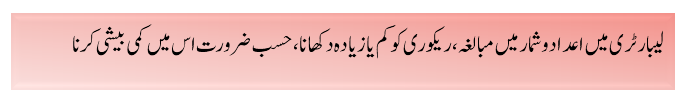 لیبارٹری میں اعداد و شمار میں مبالغہ، ریکوری کو کم یا زیادہ دکھانا، حسب ضرورت اس میں کمی بیشی کرنا